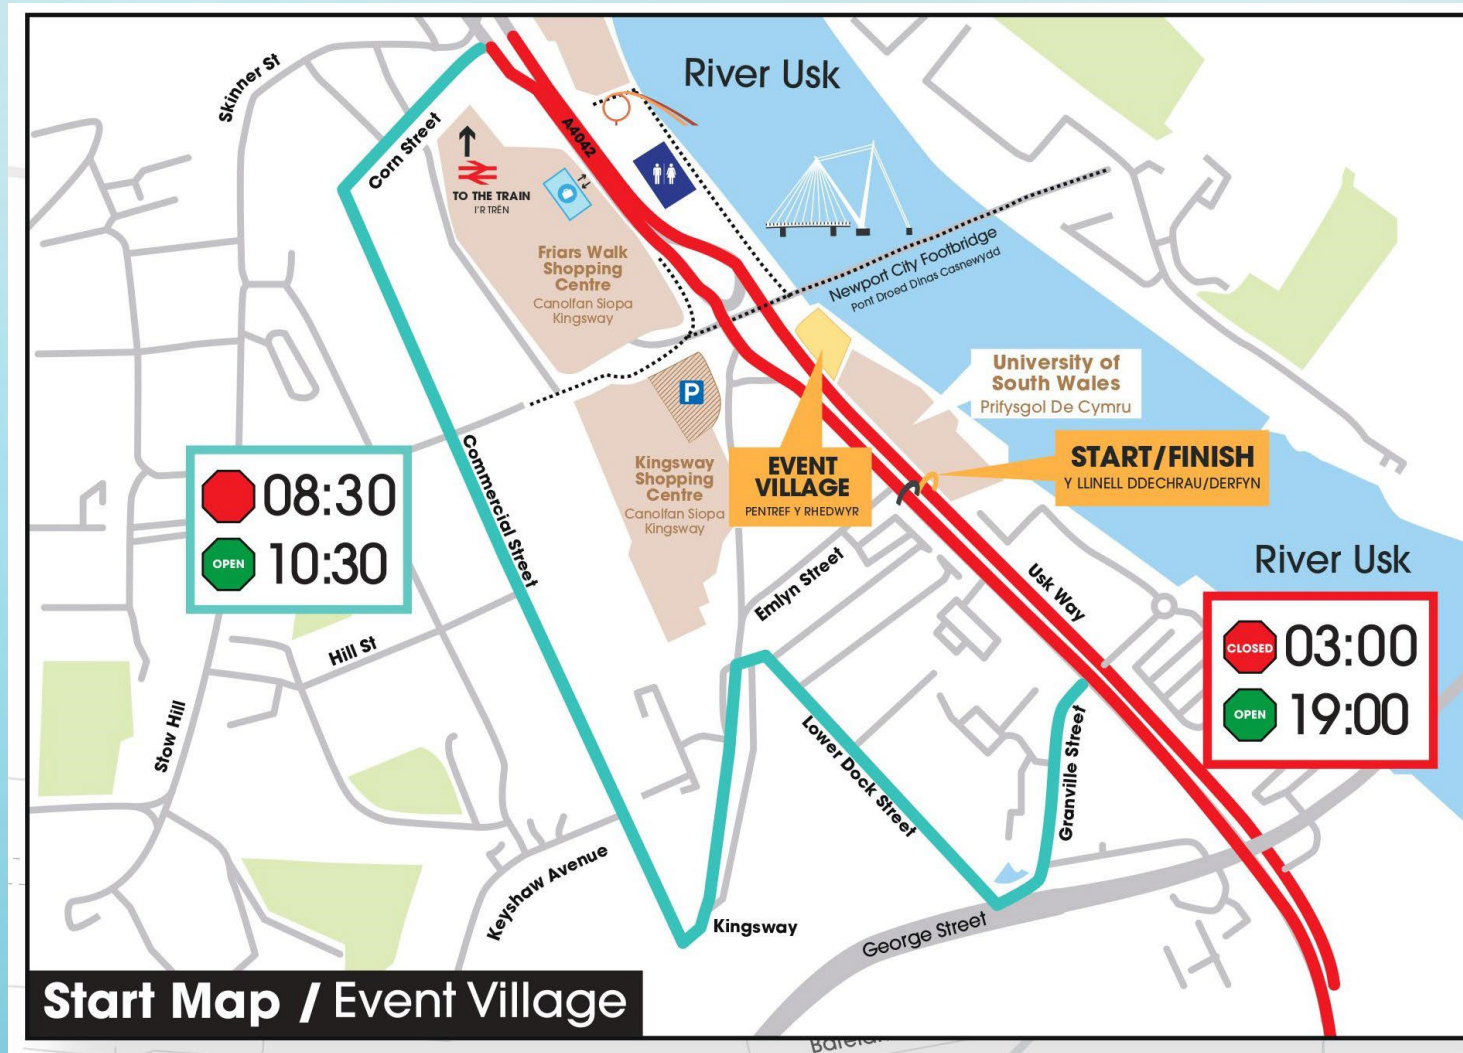 River Usk
Skinner St
Corn Street
A4042
TO THE TRAIN
I'R TRÊN
Friars Walk
Shopping
Centre
Canolfan Siopa
Kingsway
Newport City Footbridge
Pont Droed Dinas Casnewydd
University of
South Wales
Prifysgol De Cymru
P
Kingsway
Shopping
Centre
Canolfan Siopa
Kingsway
EVENT
VILLAGE
PENTREF Y RHEDWYR
START/FINISH
Y LLINELL DDECHRAU/DERFYN
Commercial Street
08:30
OPEN 10:30
River Usk
Usk Way
Emlyn Street
CLOSED 03:00
OPEN 19:00
Hill St
Stow Hill
Lower Dock Street
Granville Street
Keyshaw Avenue
Kingsway
George Street
Start Map / Event Village